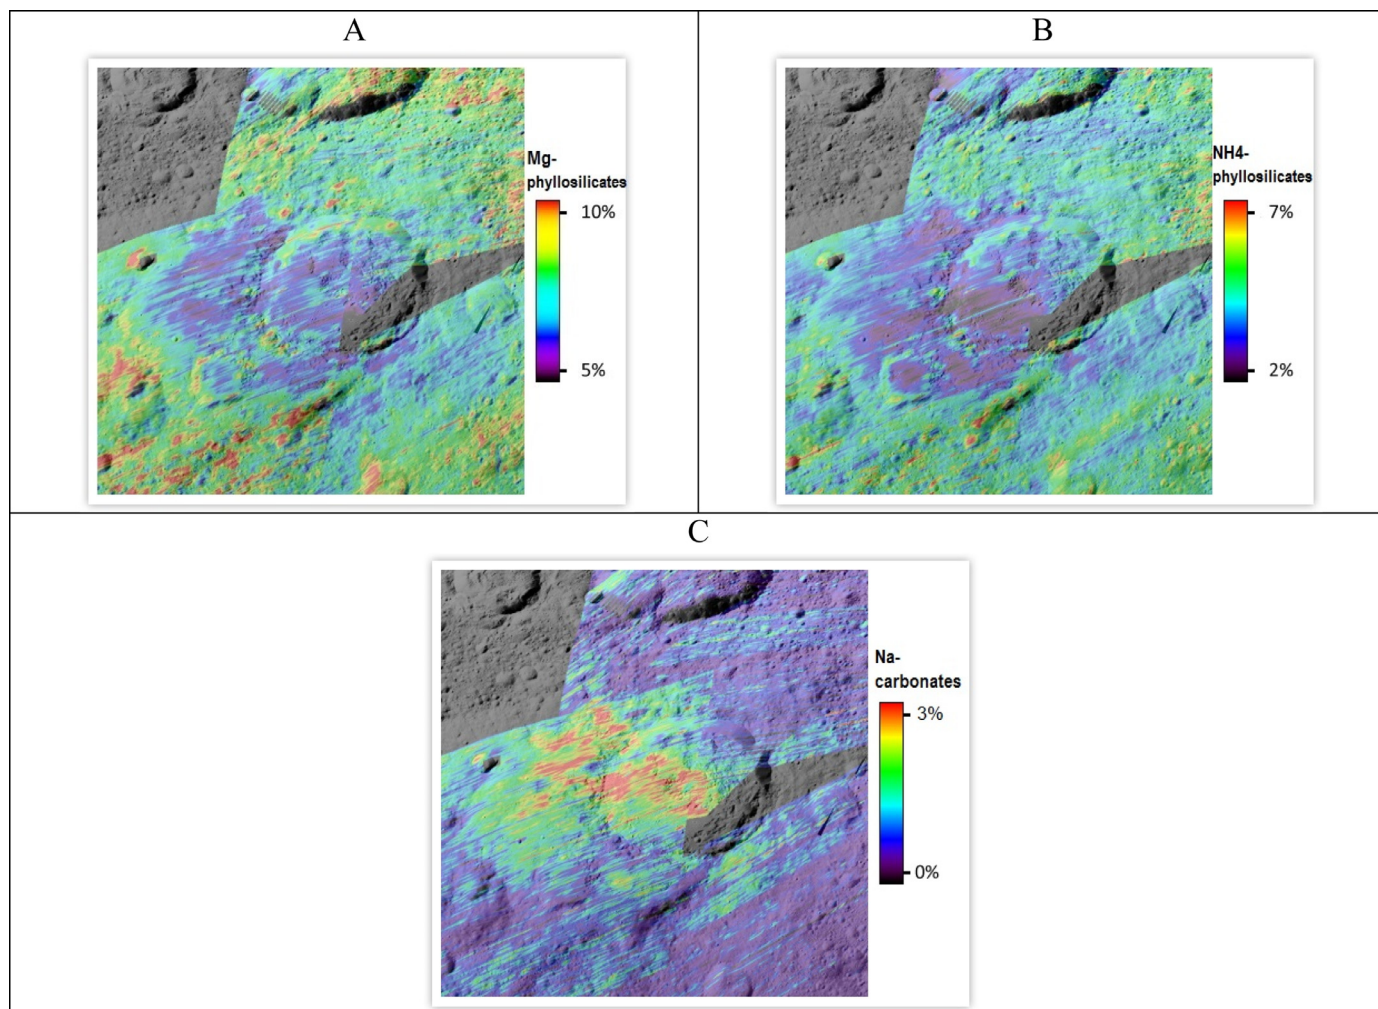 A
B
Mg-
phyllosilicates
10%
5%
NH4-
phyllosilicates
7%
2%
C
Na-
carbonates
3%
0%